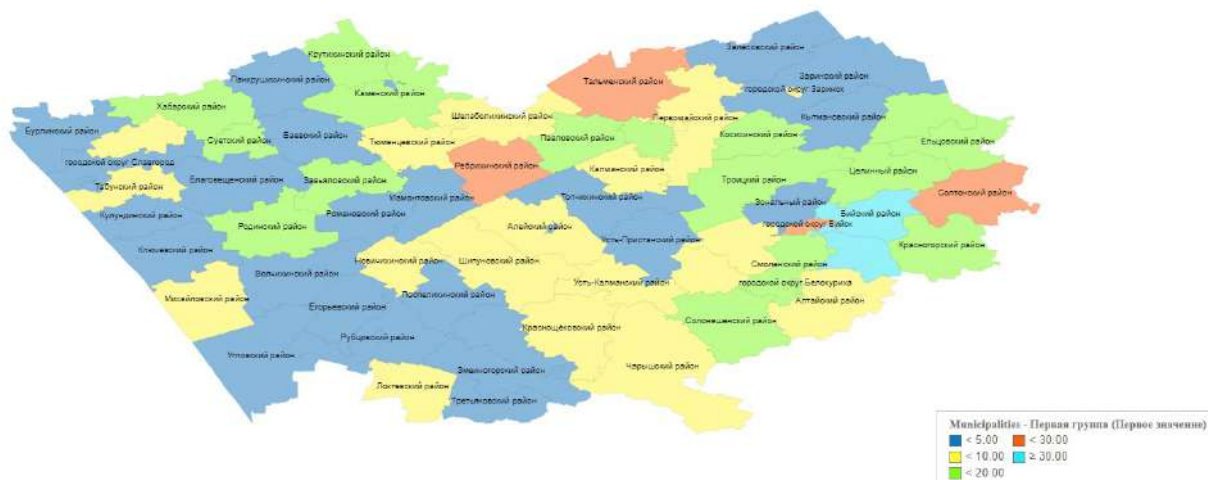 Залесовский район
Крутихинский район
Панкрушихинский район
Тальменский район
Заринский район
городской округ Заринск
Каменский район
Хабарский район
Шелаболихинский район
Первомайский район
Кытмановский район
Бурлинский район
Баевский район
Павловский район
Косихинский район
Суетский район
Тюменцевский район
Ельцовский район
городской округ Славгород
Ребрихинский район
Калманский район
Целинный район
Благовещенский район
Завьяловский район
Троицкий район
Табунский район
Солтонский район
Мамонтовский район
Топчихинский район
Зональный район
Кулундинский район
Романовский район
Бийский район
Родинский район
Алейский район
городской округ Бийск
Усть-Пристанский район
Красногорский район
Ключевский район
Новичихинский район
Шипуновский район
Смоленский район
Волчихинский район
Усть-Калманский район
городской округ Белокуриха
Михайловский район
Поспелихинский район
Алтайский район
Егорьевский район
Солонешенский район
Краснощёковский район
Рубцовский район
Угловский район
Чарышский район
Змеиногорский район
Локтевский район
Третьяковский район
Municipalities - Первая группа (Первое значение)
< 5.00 < 30.00
< 10.00 ≥ 30.00
< 20.00